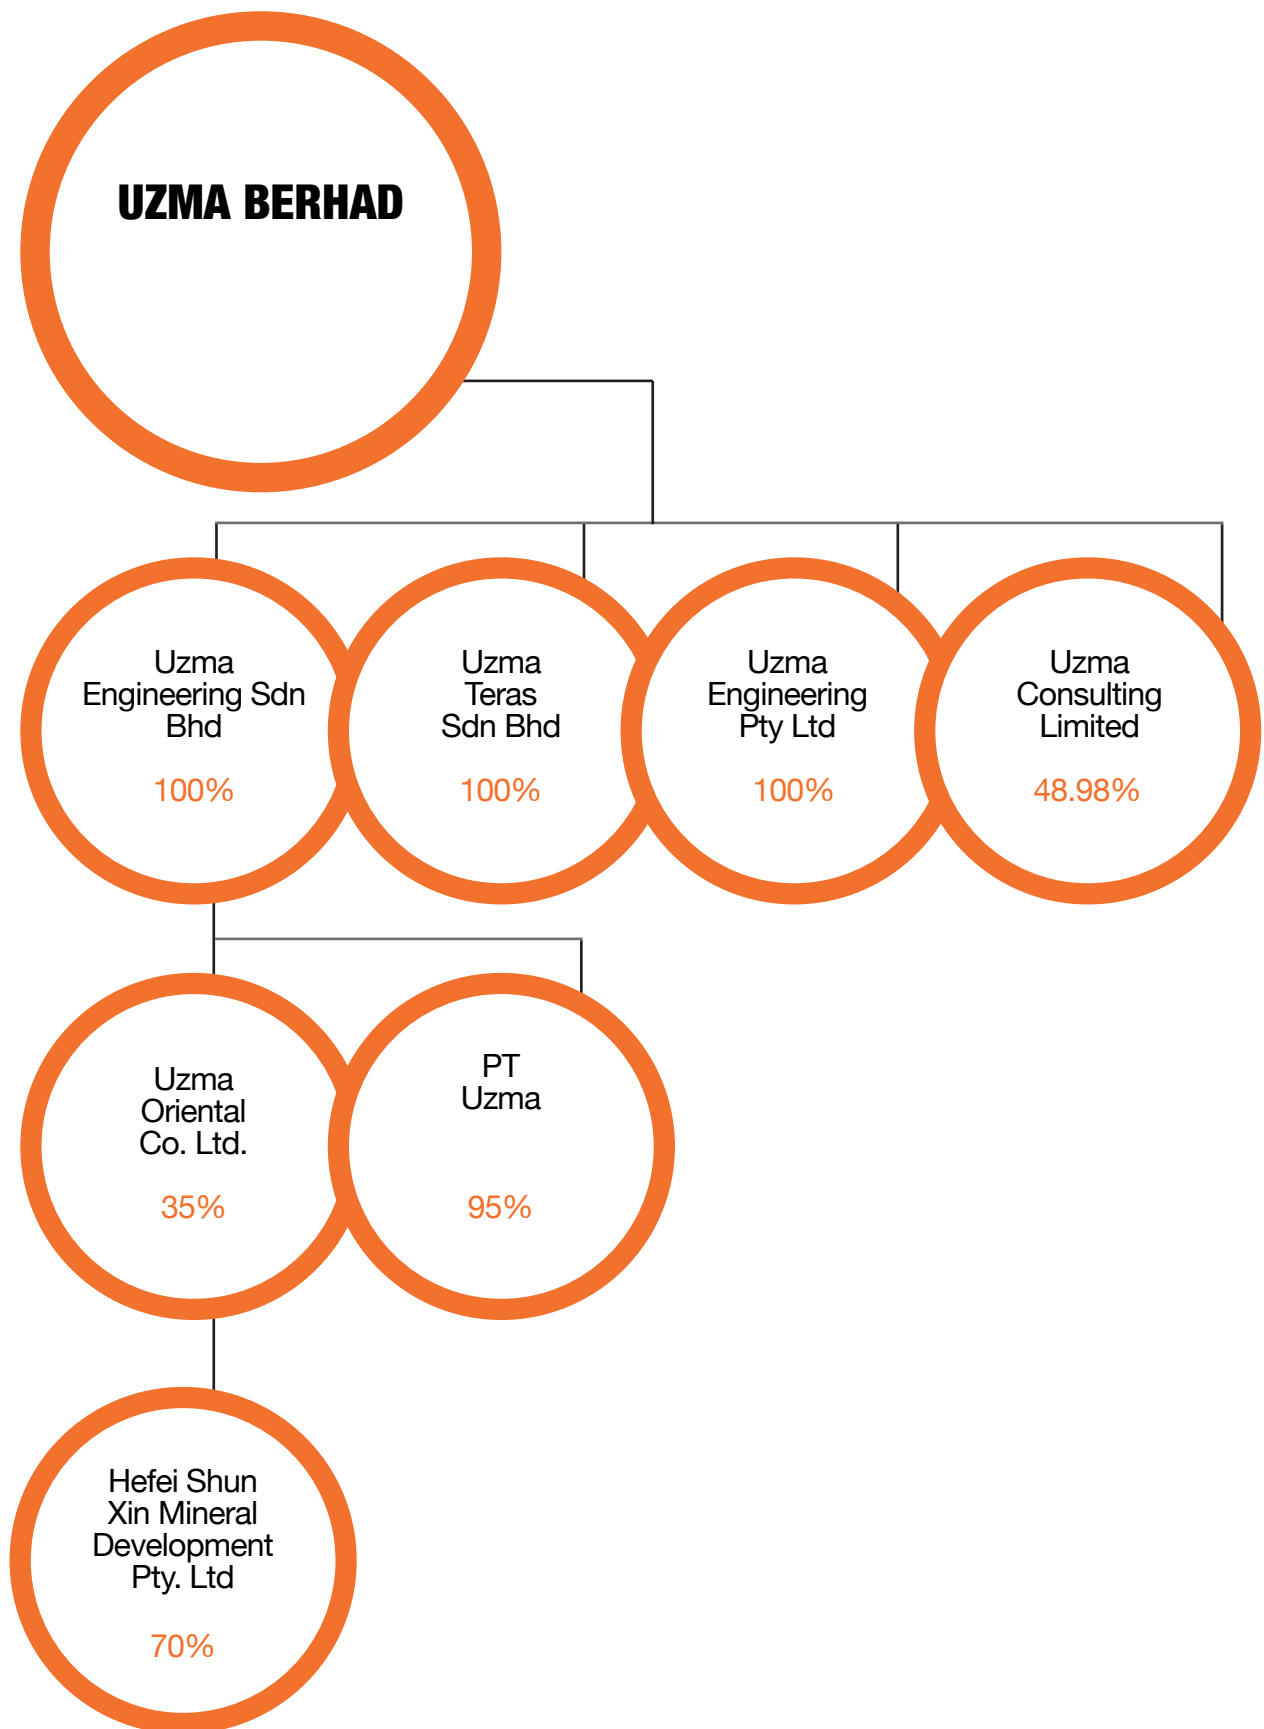 UZMA BERHAD
Uzma
Engineering Sdn
Bhd
100%
Uzma
Teras
Sdn Bhd
100%
Uzma
Engineering
Pty Ltd
100%
Uzma
Consulting
Limited
48.98%
Uzma
Oriental
Co. Ltd.
35%
PT
Uzma
95%
Hefei Shun
Xin Mineral
Development
Pty. Ltd
70%